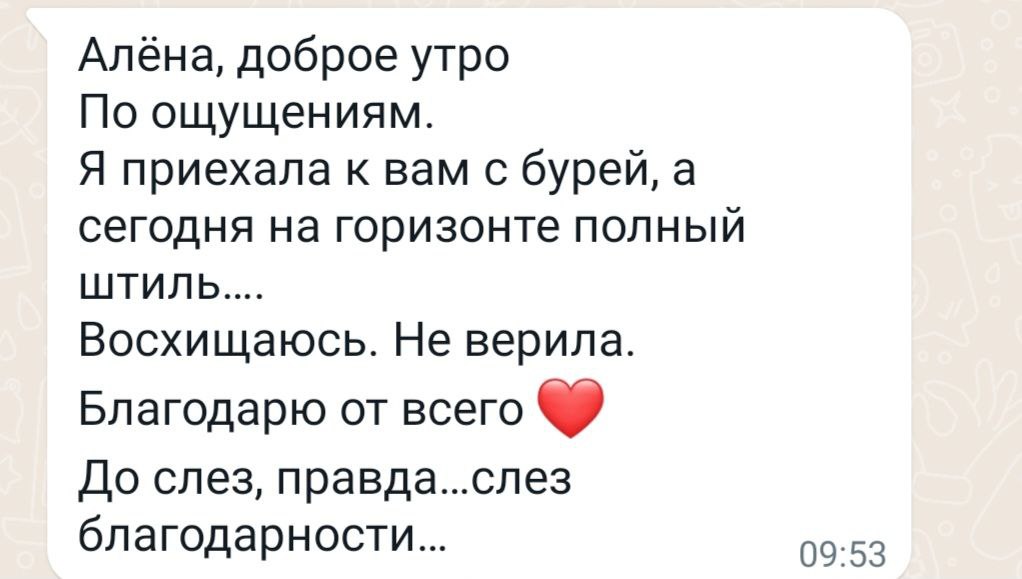 Алёна, доброе утро
По ощущениям.
Я приехала к вам с бурей, а
сегодня на горизонте полный
штиль....
Восхищаюсь. Не верила.
Благодарю от всего ❤️
До слез, правда...слез
благодарности...
09:53